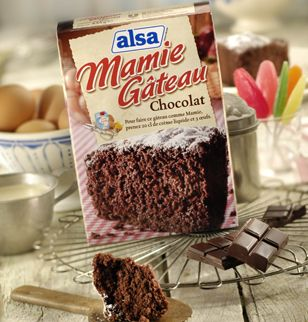 alsa
Mamie
Gâteau
Chocolat
Pour faire ce gâteau comme Mamie,
prenez 20 cl de crème liquide et 3 œufs.